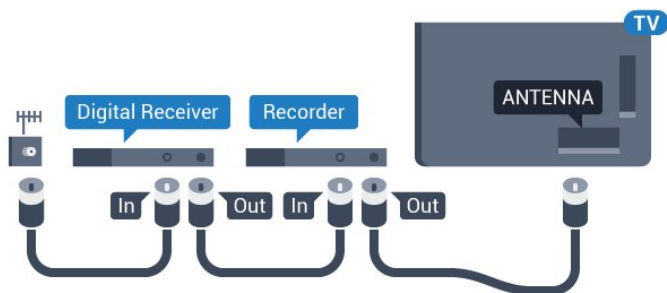 TV
Digital Receiver
Recorder
ANTENNA
In
Out
In
Out